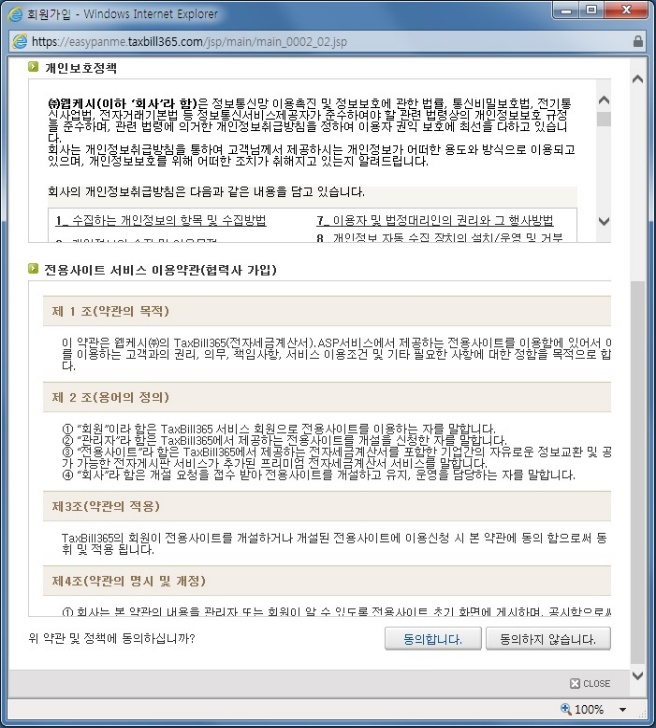 회원가입 - Windows Internet Explorer
https://easypanme.taxbill365.com/jsp/main/main_0002_02.jsp
개인보호정책
㈜웹케시(이하 ‘회사’라 함)은 정보통신망 이용촉진 및 정보보호에 관한 법률, 통신비밀보호법, 전기통
신사업법, 전자거래기본법 등 정보통신서비스제공자가 준수하여야 할 관련 법령상의 개인정보보호 규정
을 준수하며, 관련 법령에 의거한 개인정보취급방침을 정하여 이용자 권익 보호에 최선을 다하고 있습니
다.
회사는 개인정보취급방침을 통하여 고객님께서 제공하시는 개인정보가 어떠한 용도와 방식으로 이용되고
있으며, 개인정보보호를 위해 어떠한 조치가 취해지고 있는지 알려드립니다.
회사의 개인정보취급방침은 다음과 같은 내용을 담고 있습니다.
1_ 수집하는 개인정보의 항목 및 수집방법
7_ 이용자 및 법정대리인의 권리와 그 행사방법
8_ 개인정보 자동 수집 장치의 설치/운영 및 거부
전용사이트 서비스 이용약관(협력사 가입)
제 1 조(약관의 목적)
이 약관은 웹케시㈜의 TaxBill365(전자세금계산서).ASP서비스에서 제공하는 전용사이트를 이용함에 있어서 이
를 이용하는 고객과의 권리, 의무, 책임사항, 서비스 이용조건 및 기타 필요한 사항에 대한 정함을 목적으로 합
다.
제 2 조(용어의 정의)
① “회원”이라 함은 TaxBill365 서비스 회원으로 전용사이트를 이용하는 자를 말합니다.
② “관리자”라 함은 TaxBill365에서 제공하는 전용사이트를 개설을 신청한 자를 말합니다.
③ “전용사이트”라 함은 TaxBill365에서 제공하는 전자세금계산서를 포함한 기업간의 자유로운 정보교환 및 공
가 가능한 전자게시판 서비스가 추가된 프리미엄 전자세금계산서 서비스를 말합니다.
④ “회사”라 함은 개설 요청을 접수 받아 전용사이트를 개설하고 유지, 운영을 담당하는 자를 말합니다.
제3조(약관의 적용)
TaxBill365의 회원이 전용사이트를 개설하거나 개설된 전용사이트에 이용신청 시 본 약관에 동의 함으로써 동
휘 및 적용 됩니다.
제4조(약관의 명시 및 개정)
① 회사는 본 약관의 내용을 관리자 또는 회원이 알 수 있도록 전용사이트 초기 화면에 게시하며, 공시함으로써
위 약관 및 정책에 동의하십니까?
동의합니다.
동의하지 않습니다.
CLOSE
100%